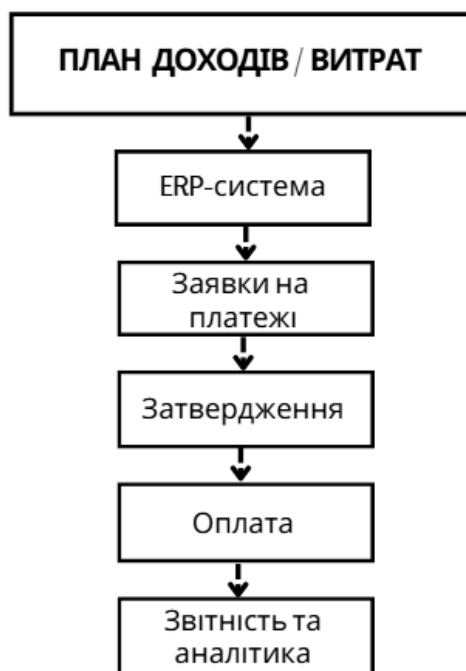 ПЛАН ДОХОДІВ / ВИТРАТ
ERP-система
Заявки на
платежі
Затвердження
Оплата
Звітність та
аналітика